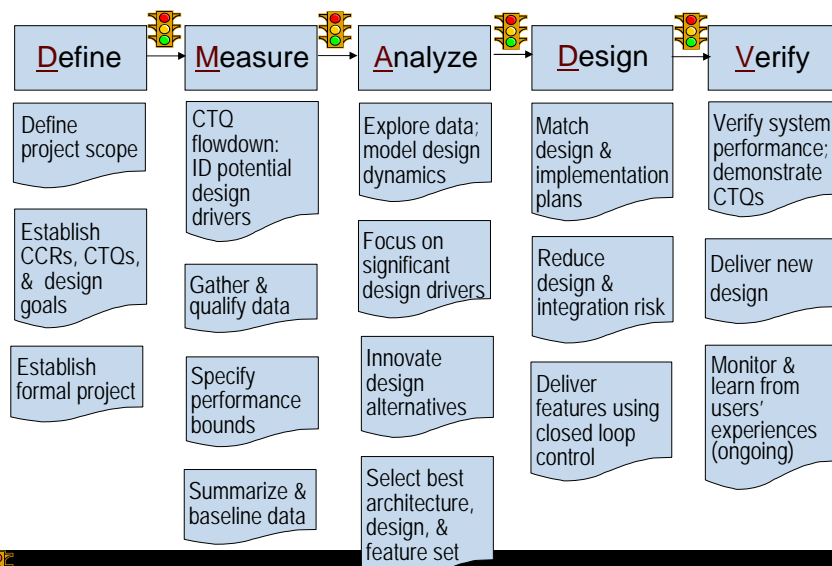 Define
Measure
Analyze
Design
Verify
Define
project scope
Establish
CCRs, CTQs,
& design
goals
Establish
formal project
CTQ
flowdown:
ID potential
design
drivers
Gather &
qualify data
Specify
performance
bounds
Summarize &
baseline data
Explore data;
model design
dynamics
Focus on
significant
design drivers
Innovate
design
alternatives
Select best
architecture,
design, &
feature set
Match
design &
implementation
plans
Reduce
design &
integration risk
Deliver
features using
closed loop
control
Verify system
performance;
demonstrate
CTQs
Deliver new
design
Monitor &
learn from
users'
experiences
(ongoing)